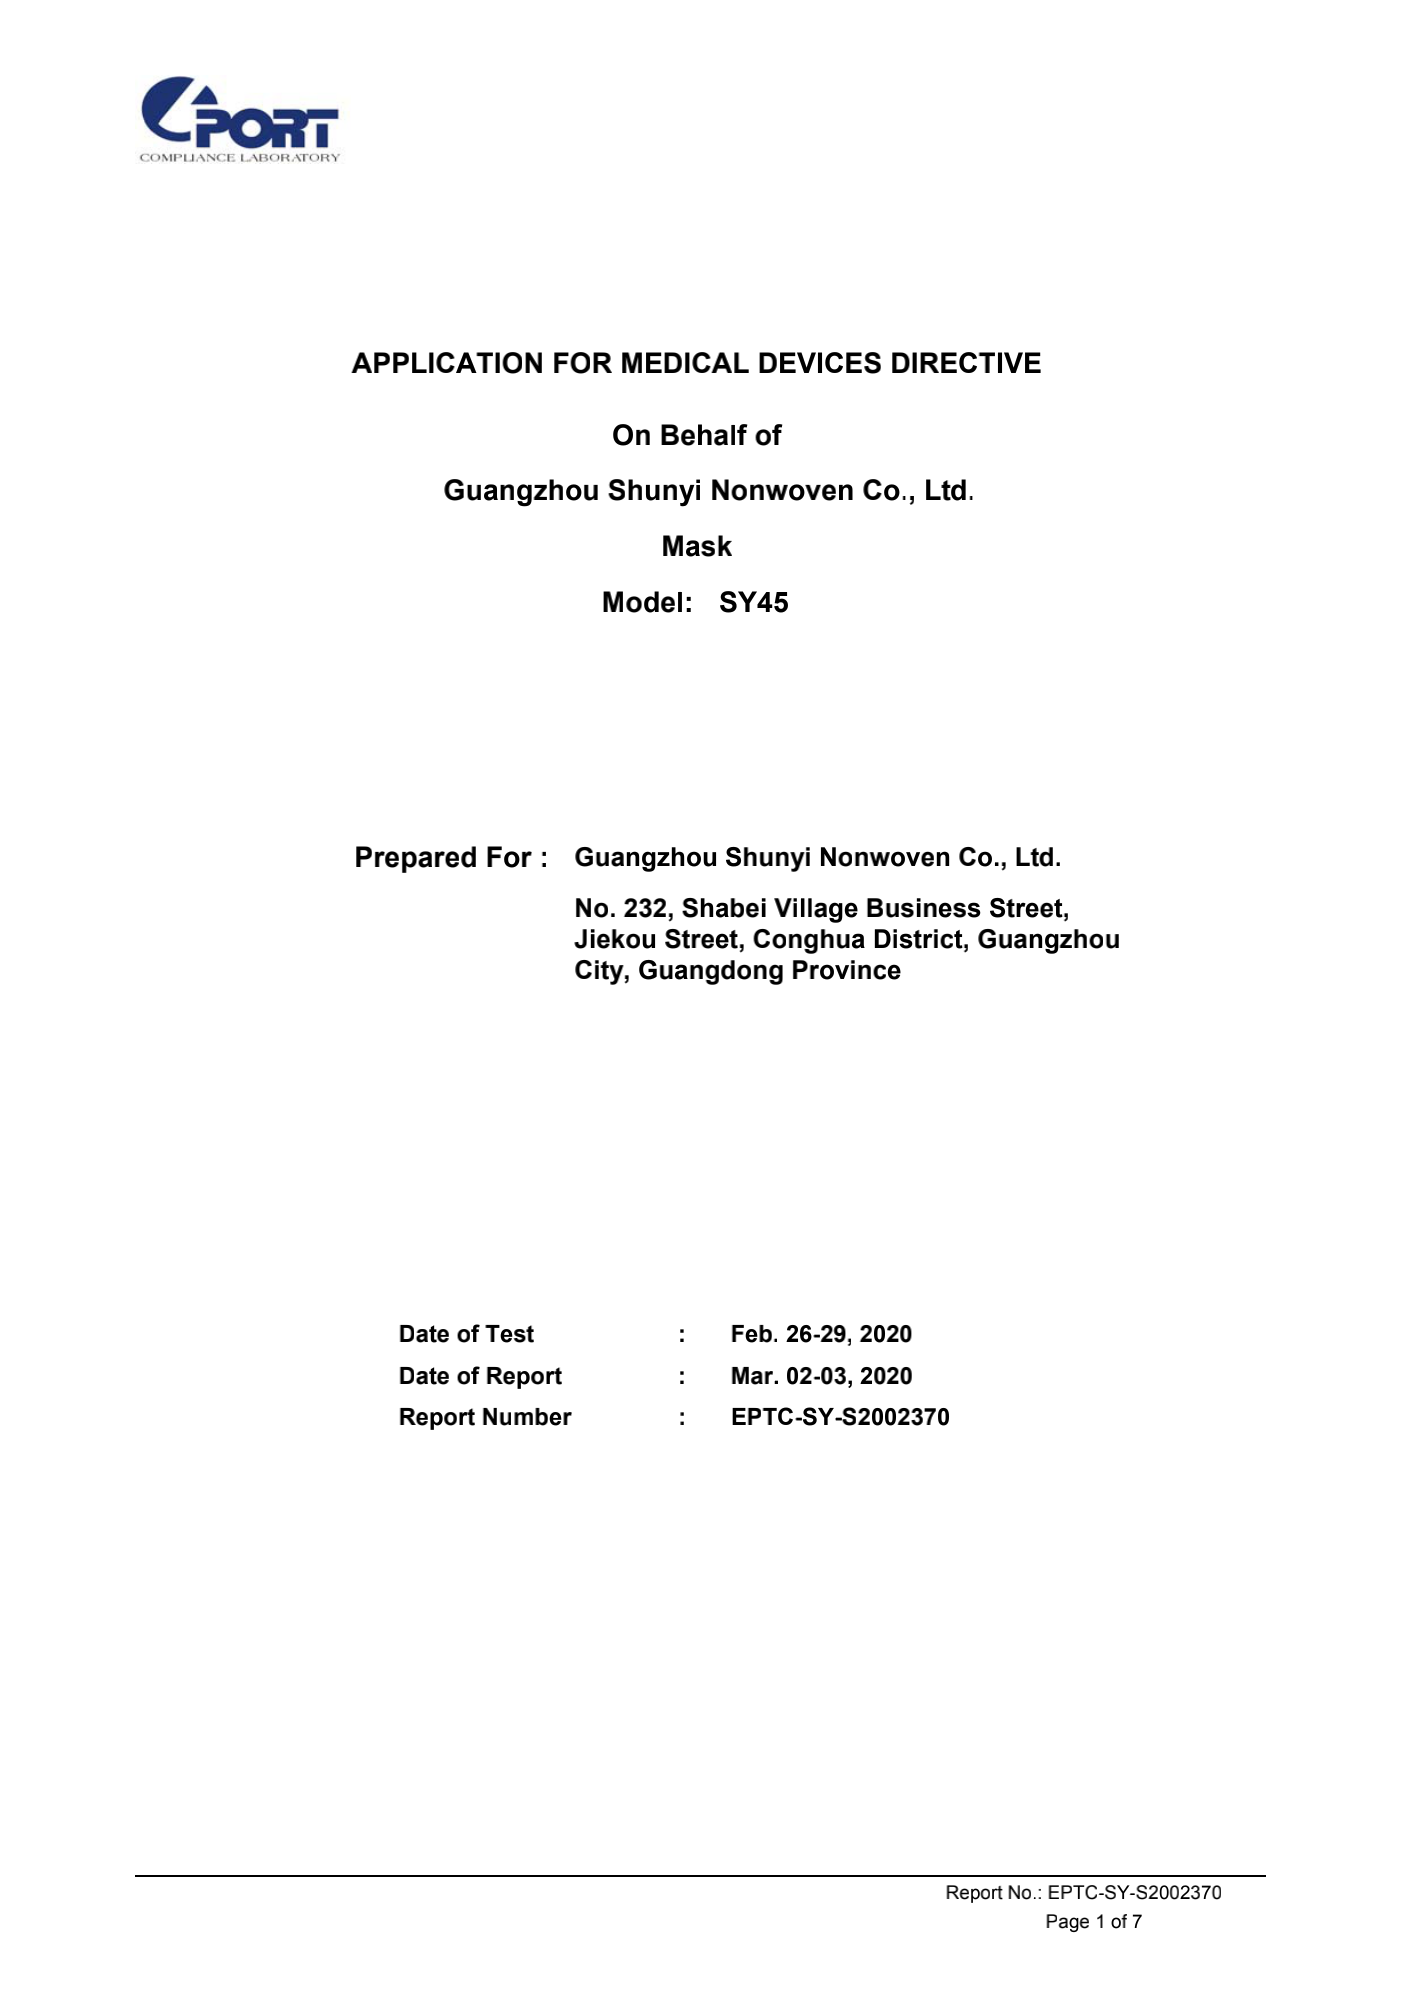 PORT
COMPLIANCE LABORATORY
APPLICATION FOR MEDICAL DEVICES DIRECTIVE
On Behalf of
Guangzhou Shunyi Nonwoven Co., Ltd.
Mask
Model: SY45
Prepared For : Guangzhou Shunyi Nonwoven Co., Ltd.
No. 232, Shabei Village Business Street,
Jiekou Street, Conghua District, Guangzhou
City, Guangdong Province
Date of Test : Feb. 26-29, 2020
Date of Report : Mar. 02-03, 2020
Report Number : EPTC-SY-S2002370
Report No.: EPTC-SY-S2002370
Page 1 of 7